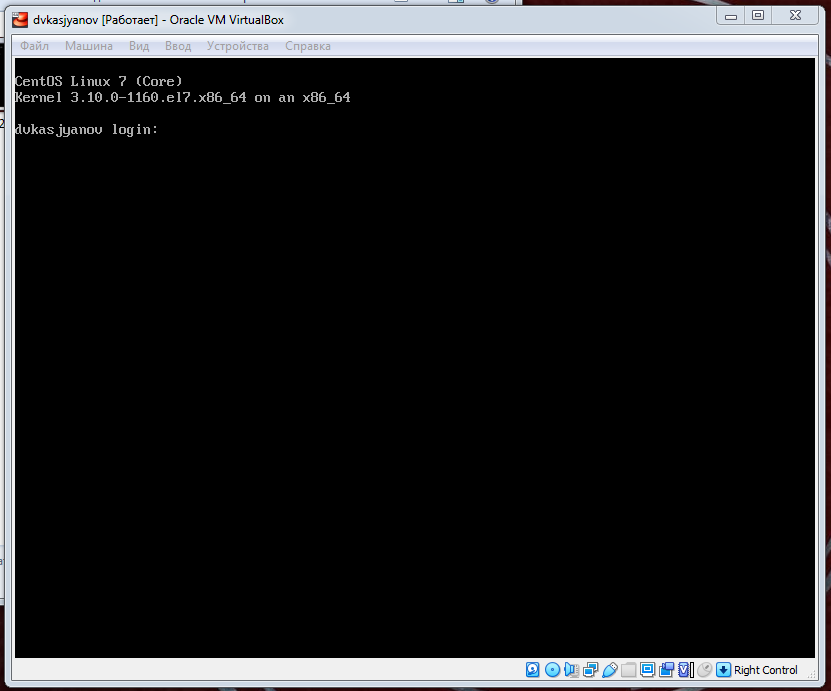 dvkasjyanov [Работает] - Oracle VM VirtualBox
Файл Машина Вид Ввод Устройства Справка
CentOS Linux 7 (Core)
Kernel 3.10.0-1160.el7.x86_64 on an x86_64
dvkasjyanov login:
Right Control